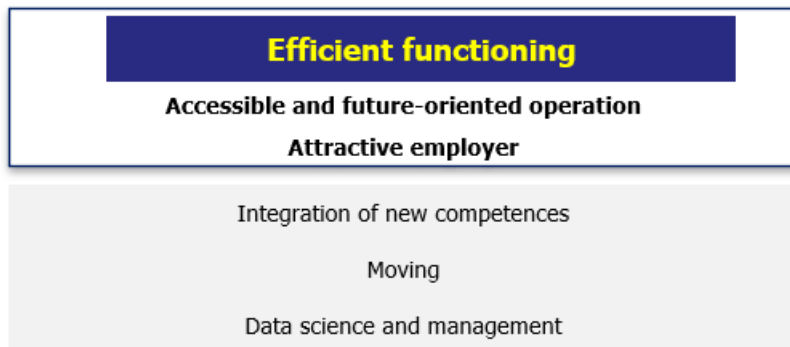 Efficient functioning
Accessible and future-oriented operation
Attractive employer
Integration of new competences
Moving
Data science and management